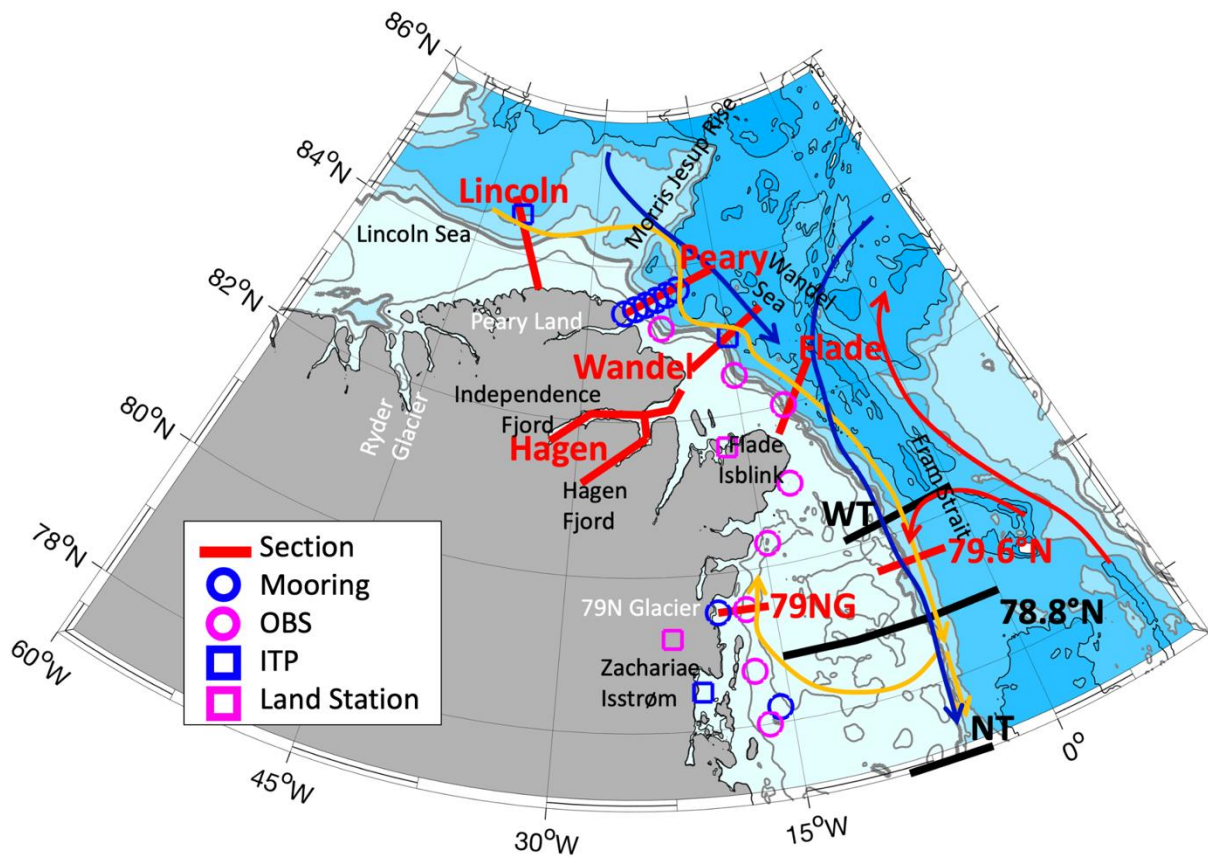 86°N
84°N
82°N
80°N
78°N
60°W
45°W
30°W
15°W
0°
Lincoln
Lincoln Sea
Morris Jesup Rise
Peary
Wandel
Sea
Peary Land
Wandel
Flade
Independence
Fjord
Hagen
Ryder
Glacier
Flade
Isblink
Hagen
Fjord
Fram Strait
WT
79.6°N
79N Glacier
79NG
78.8°N
Zachariae
Isstrøm
NT
Section
Mooring
OBS
ITP
Land Station